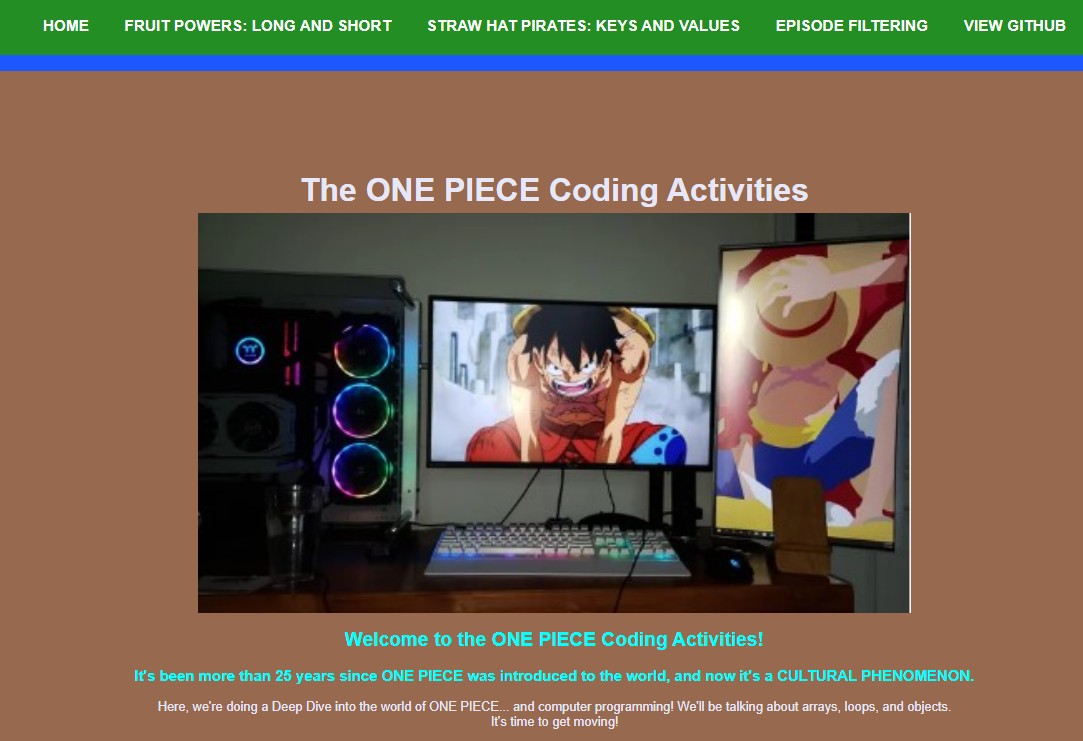 HOME FRUIT POWERS: LONG AND SHORT STRAW HAT PIRATES: KEYS AND VALUES EPISODE FILTERING VIEW GITHUB
The ONE PIECE Coding Activities
Welcome to the ONE PIECE Coding Activities!
It's been more than 25 years since ONE PIECE was introduced to the world, and now it's a CULTURAL PHENOMENON.
Here, we're doing a Deep Dive into the world of ONE PIECE... and computer programming! We'll be talking about arrays, loops, and objects.
It's time to get moving!